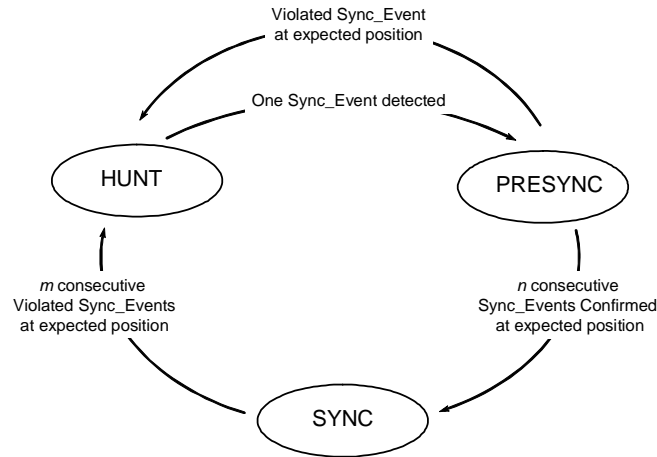 Violated Sync_Event
at expected position
One Sync_Event detected
HUNT
PRESYNC
m consecutive
Violated Sync_Events
at expected position
n consecutive
Sync_Events Confirmed
at expected position
SYNC